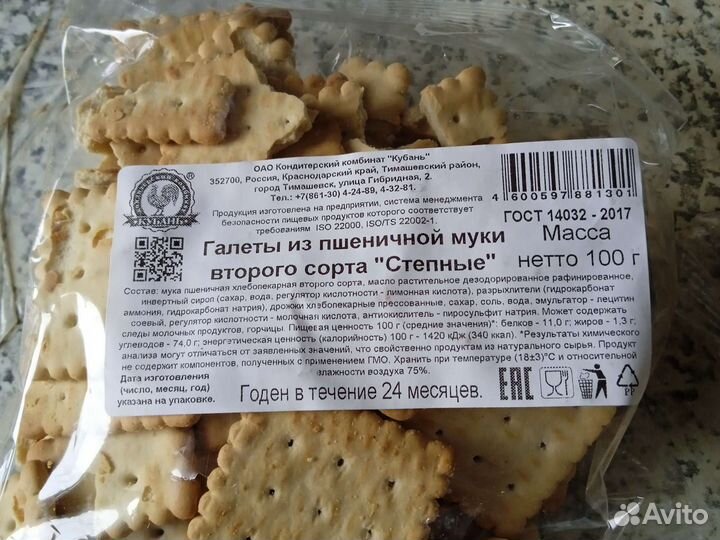 ОАО Кондитерский комбинат "Кубань"
352700, Россия, Краснодарский край, Тимашевский район,
город Тимашевск, улица Гибридная, 2.
Тел.: +7(861-30) 4-24-89, 4-32-81.
Продукция изготовлена на предприятии, система менеджмента
безопасности пищевых продуктов которого соответствует
требованиям ISO 22000, ISO/TS 22002-1.
КУБАНЬ
4 600597 881301
ГОСТ 14032 - 2017
Галеты из пшеничной муки
второго сорта "Степные"
Масса
нетто 100 г
Состав: мука пшеничная хлебопекарная второго сорта, масло растительное дезодорированное рафинированное,
инвертный сироп (сахар, вода, регулятор кислотности - лимонная кислота), разрыхлители (гидрокарбонат
аммония, гидрокарбонат натрия), дрожжи хлебопекарные прессованные, сахар, соль, вода, эмульгатор - лецитин
соевый, регулятор кислотности - молочная кислота, антиокислитель - пиросульфит натрия. Может содержать
следы молочных продуктов, горчицы. Пищевая ценность 100 г (средние значения)*: белков - 11,0 г; жиров - 1,3 г;
углеводов - 74,0 г; энергетическая ценность (калорийность) 100 г - 1420 кДж (340 ккал). *Результаты химического
анализа могут отличаться от заявленных значений, что свойственно продуктам из натурального сырья. Продукт
не содержит компонентов, полученных с применением ГМО. Хранить при температуре (18±3)°С и относительной
влажности воздуха 75%.
Дата изготовления
(число, месяц, год)
указана на упаковке.
Годен в течение 24 месяцев.
ЕАС
5
PP
Avito